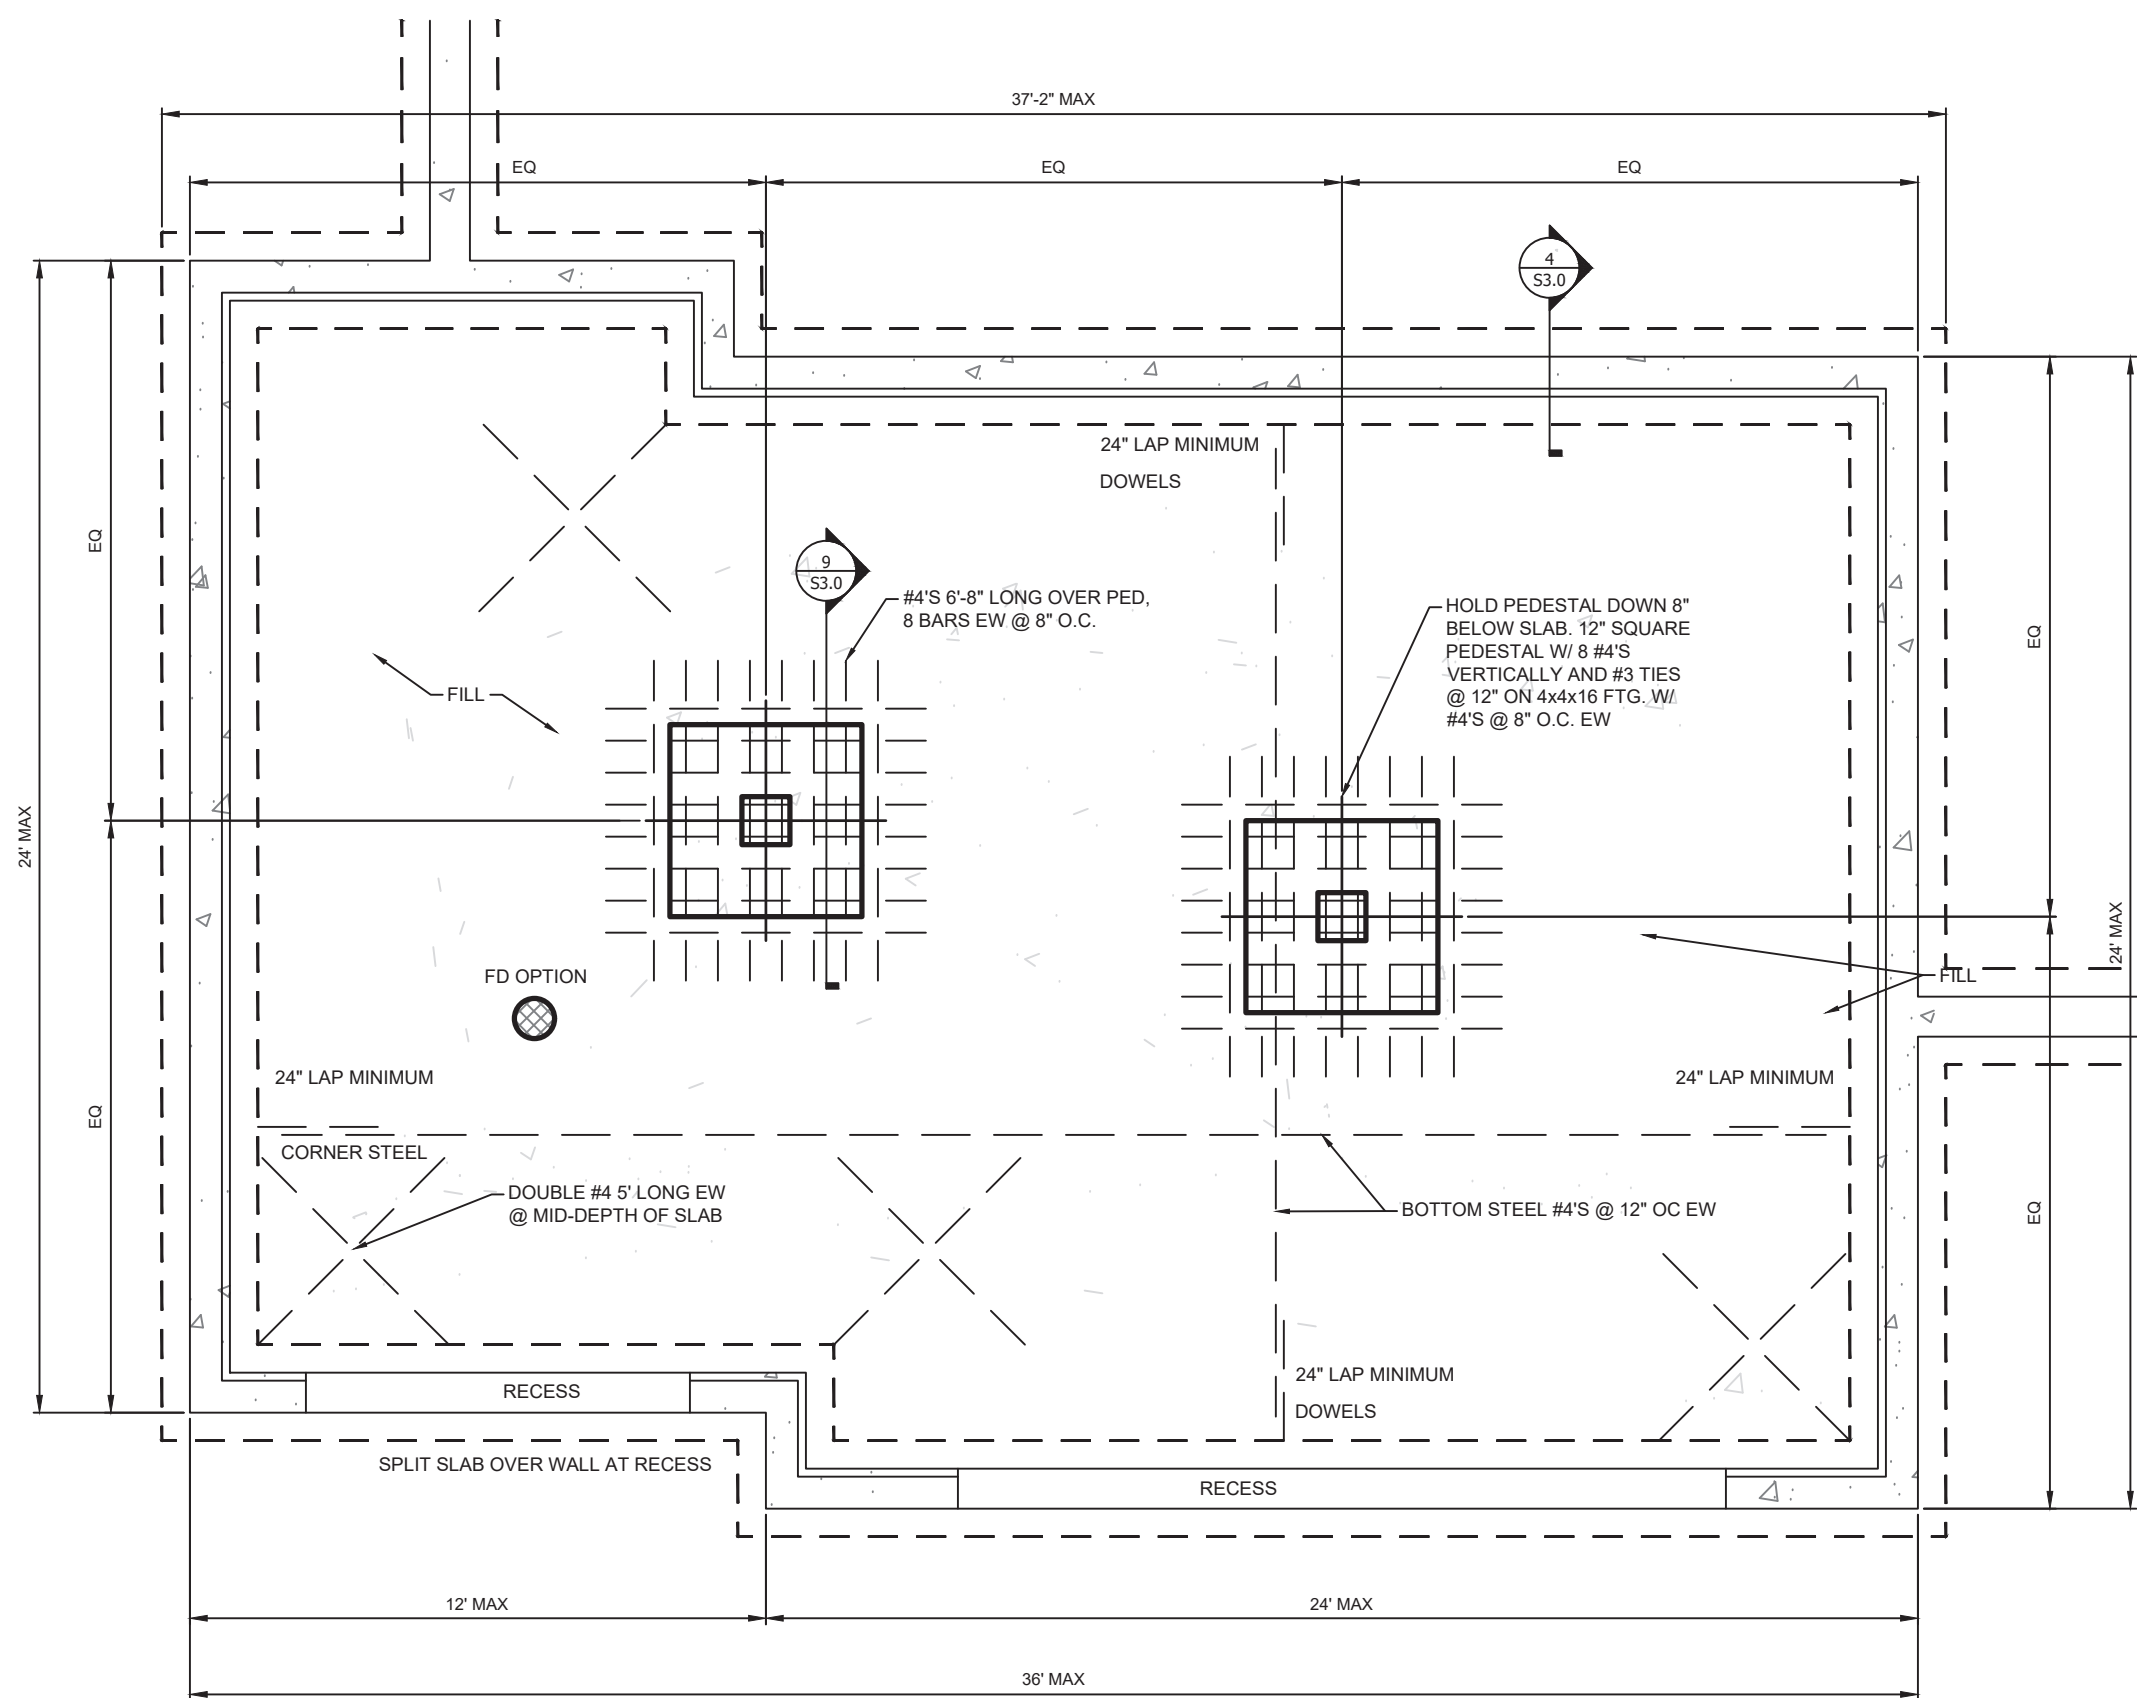 37'-2" MAX
EQ
EQ
EQ
4
S3.0
24" LAP MINIMUM
DOWELS
EQ
9
S3.0
#4'S 6'-8" LONG OVER PED,
8 BARS EW @ 8" O.C.
HOLD PEDESTAL DOWN 8"
BELOW SLAB. 12" SQUARE
PEDESTAL W/ 8 #4'S
VERTICALLY AND #3 TIES
@ 12" ON 4x4x16 FTG. W/
#4'S @ 8" O.C. EW
EQ
FILL
24' MAX
24' MAX
FD OPTION
FILL
24" LAP MINIMUM
24" LAP MINIMUM
EQ
CORNER STEEL
DOUBLE #4 5' LONG EW
@ MID-DEPTH OF SLAB
BOTTOM STEEL #4'S @ 12" OC EW
EQ
24" LAP MINIMUM
DOWELS
RECESS
SPLIT SLAB OVER WALL AT RECESS
RECESS
12' MAX
24' MAX
36' MAX